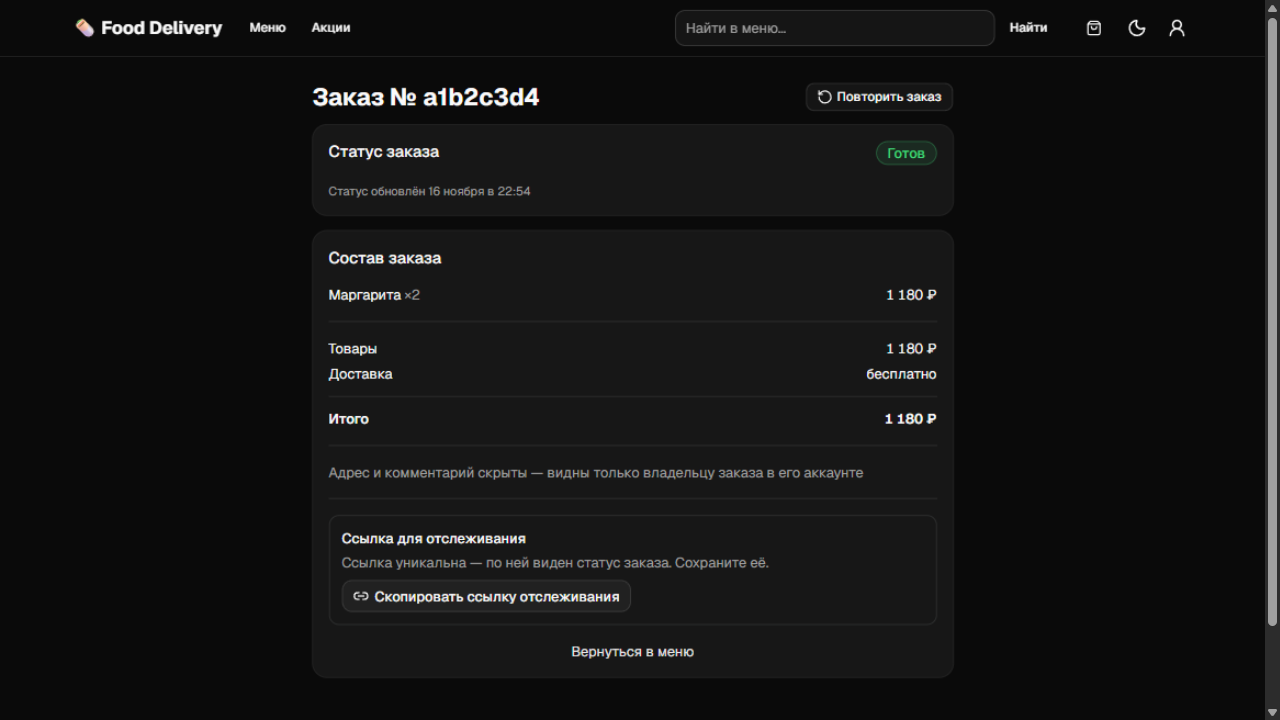 Food Delivery Меню Акции Найти в меню... Найти
Заказ № a1b2c3d4 Повторить заказ
Статус заказа Готов
Статус обновлён 16 ноября в 22:54
Состав заказа
Маргарита ×2 1 180 ₽
Товары 1 180 ₽
Доставка бесплатно
Итого 1 180 ₽
Адрес и комментарий скрыты — видны только владельцу заказа в его аккаунте
Ссылка для отслеживания
Ссылка уникальна — по ней виден статус заказа. Сохраните её.
Скопировать ссылку отслеживания
Вернуться в меню